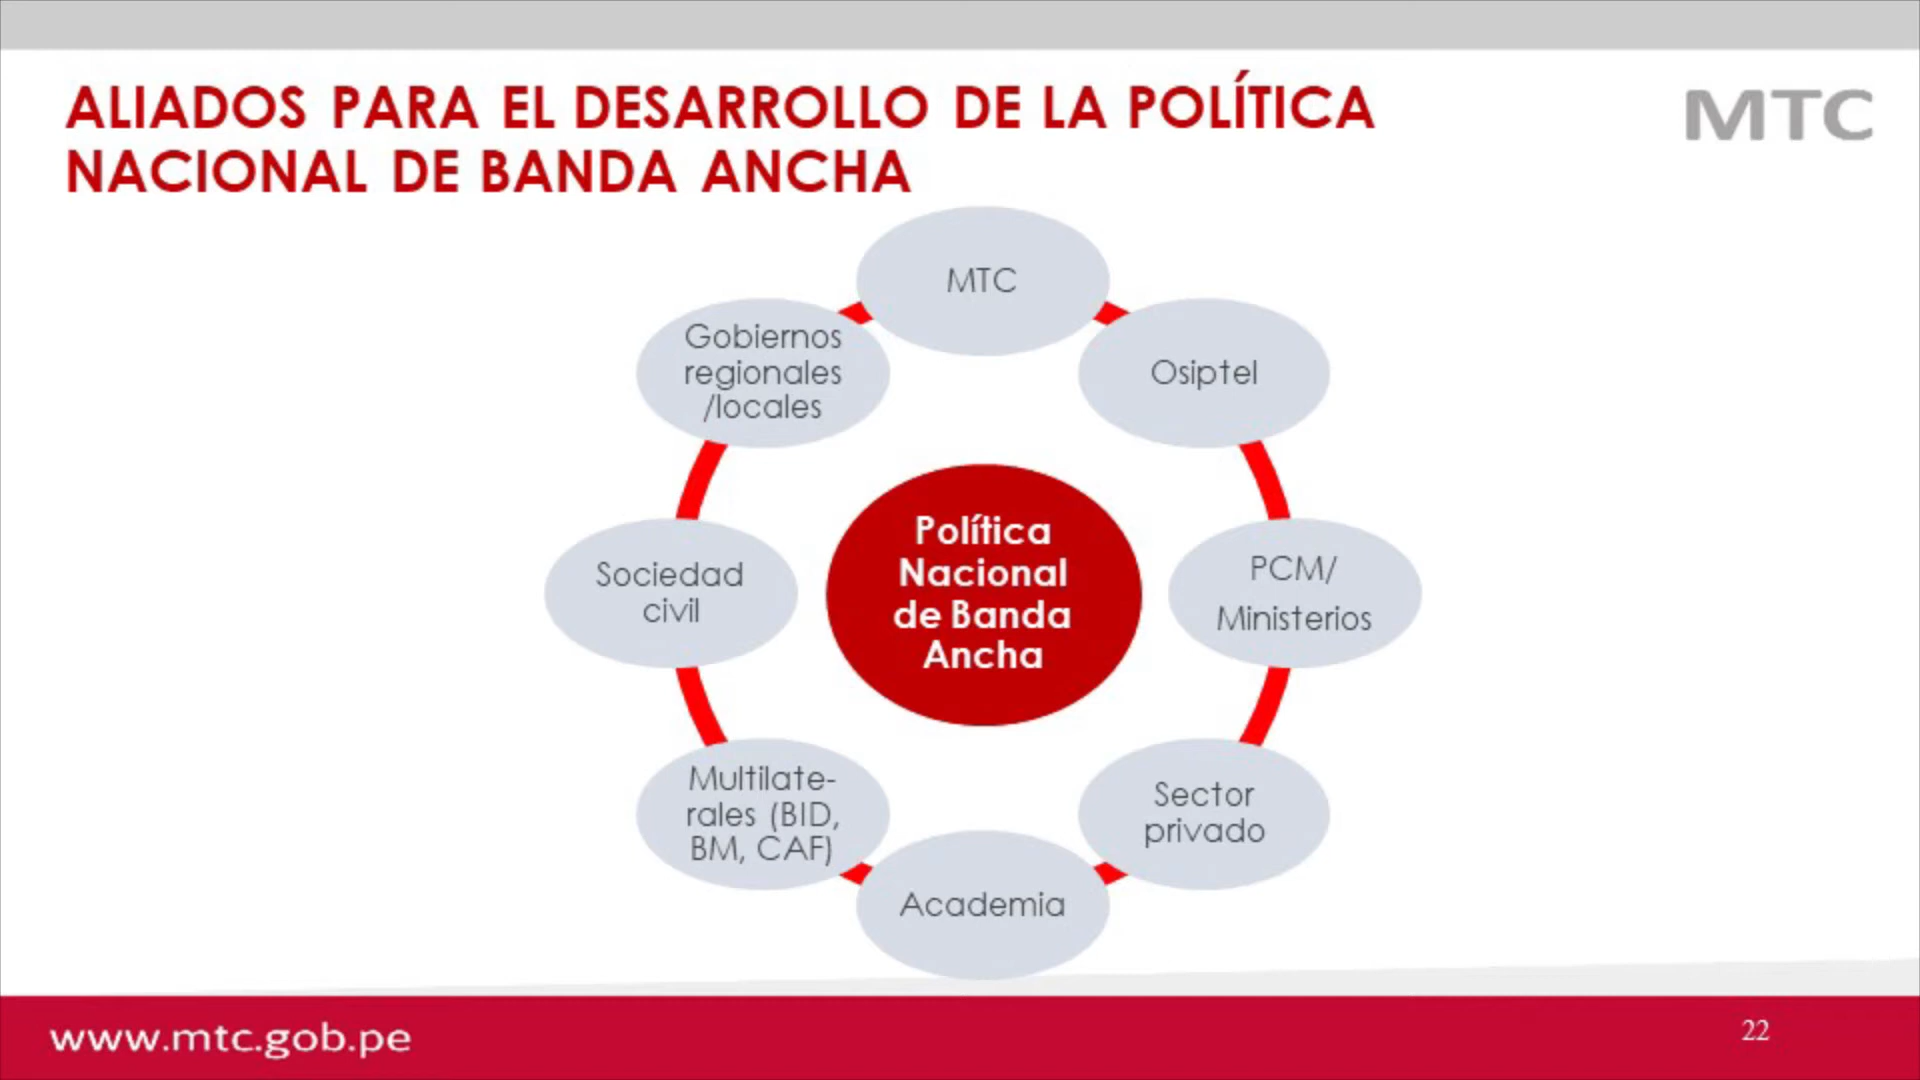 ALIADOS PARA EL DESARROLLO DE LA POLÍTICA
NACIONAL DE BANDA ANCHA
MTC
MTC
Osiptel
PCM/
Ministerios
Sector
privado
Academia
Multilate-
rales (BID,
BM, CAF)
Sociedad
civil
Gobiernos
regionales
/locales
Política
Nacional
de Banda
Ancha
www.mtc.gob.pe
22